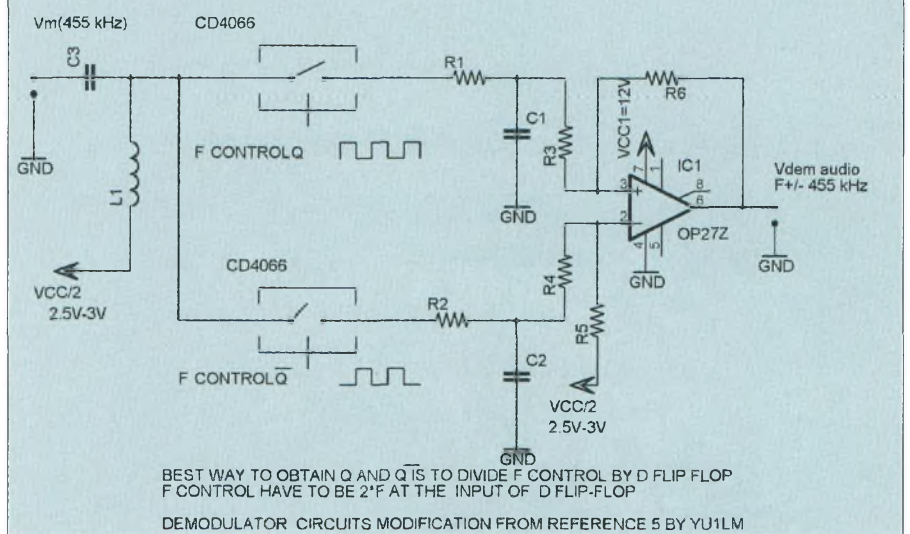 Vm(455 kHz)
CD4066
C3
R1
R6
VCC1=12V
GND
F CONTROLQ
C1
R3
L1
GND
7
1
IC1
3
+
8
2
-
6
Vdem audio
F+/- 455 kHz
OP27Z
4
5
GND
GND
CD4066
VCC/2
2.5V-3V
R2
R4
R5
F CONTROLQ̅
C2
VCC/2
2.5V-3V
GND
BEST WAY TO OBTAIN Q AND Q̅ IS TO DIVIDE F CONTROL BY D FLIP FLOP
F CONTROL HAVE TO BE 2*F AT THE INPUT OF D FLIP-FLOP
DEMODULATOR CIRCUITS MODIFICATION FROM REFERENCE 5 BY YU1LM